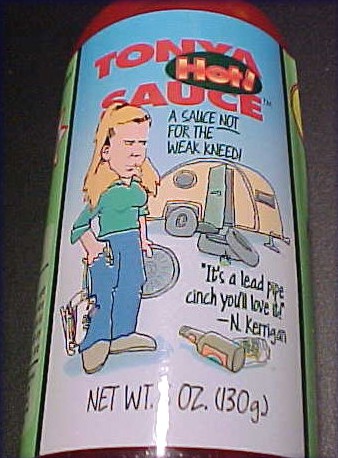 TONYA
Hot!
SAUCE™
A SAUCE NOT
FOR THE
WEAK KNEED!
"It's a lead pipe
cinch you'll love it!"
—N. Kerrigan
NET WT. OZ. (130g.)